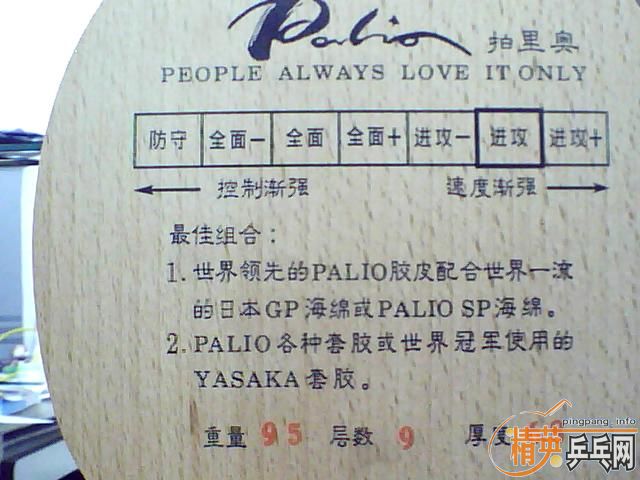 Palio 拍里奥
PEOPLE ALWAYS LOVE IT ONLY
防守 全面- 全面 全面+ 进攻- 进攻 进攻+
控制渐强 速度渐强
最佳组合：
1. 世界领先的PALIO胶皮配合世界一流
的日本GP海绵或PALIO SP海绵。
2. PALIO各种套胶或世界冠军使用的
YASAKA套胶。
重量 95 层数 9 厚度
pingpang_info
精英乒乓网